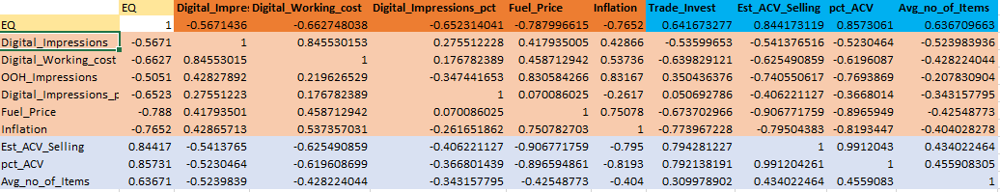 EQ Digital_Impre: Digital_Working_cost Digital_Impressions_pct Fuel_Price Inflation Trade_Invest Est_ACV_Selling pct_ACV Avg_no_of_Items
EQ 1 -0.5671436 -0.662748038 -0.652314041 -0.787996615 -0.7652 0.641673277 0.844173119 0.8573061 0.636709663
Digital_Impressions -0.5671 1 0.845530153 0.275512228 0.417935005 0.42866 -0.53599653 -0.541376516 -0.5230464 -0.523983936
Digital_Working_cost -0.6627 0.84553015 1 0.176782389 0.458712942 0.53736 -0.639829121 -0.625490859 -0.6196087 -0.428224044
OOH_Impressions -0.5051 0.42827892 0.219626529 -0.347441653 0.830584266 0.83167 0.350436376 -0.740550617 -0.7693869 -0.207830904
Digital_Impressions_p -0.6523 0.27551223 0.176782389 1 0.070086025 -0.2617 0.050692786 -0.406221127 -0.3668014 -0.343157795
Fuel_Price -0.788 0.41793501 0.458712942 0.070086025 1 0.75078 -0.673702966 -0.906771759 -0.8965949 -0.42548773
Inflation -0.7652 0.42865713 0.537357031 -0.261651862 0.750782703 1 -0.773967228 -0.79504383 -0.8193447 -0.404028278
Est_ACV_Selling 0.84417 -0.5413765 -0.625490859 -0.406221127 -0.906771759 -0.795 0.794281227 1 0.9912043 0.434022464
pct_ACV 0.85731 -0.5230464 -0.619608699 -0.366801439 -0.896594861 -0.8193 0.792138191 0.991204261 1 0.455908305
Avg_no_of_Items 0.63671 -0.5239839 -0.428224044 -0.343157795 -0.42548773 -0.404 0.309978902 0.434022464 0.4559083 1